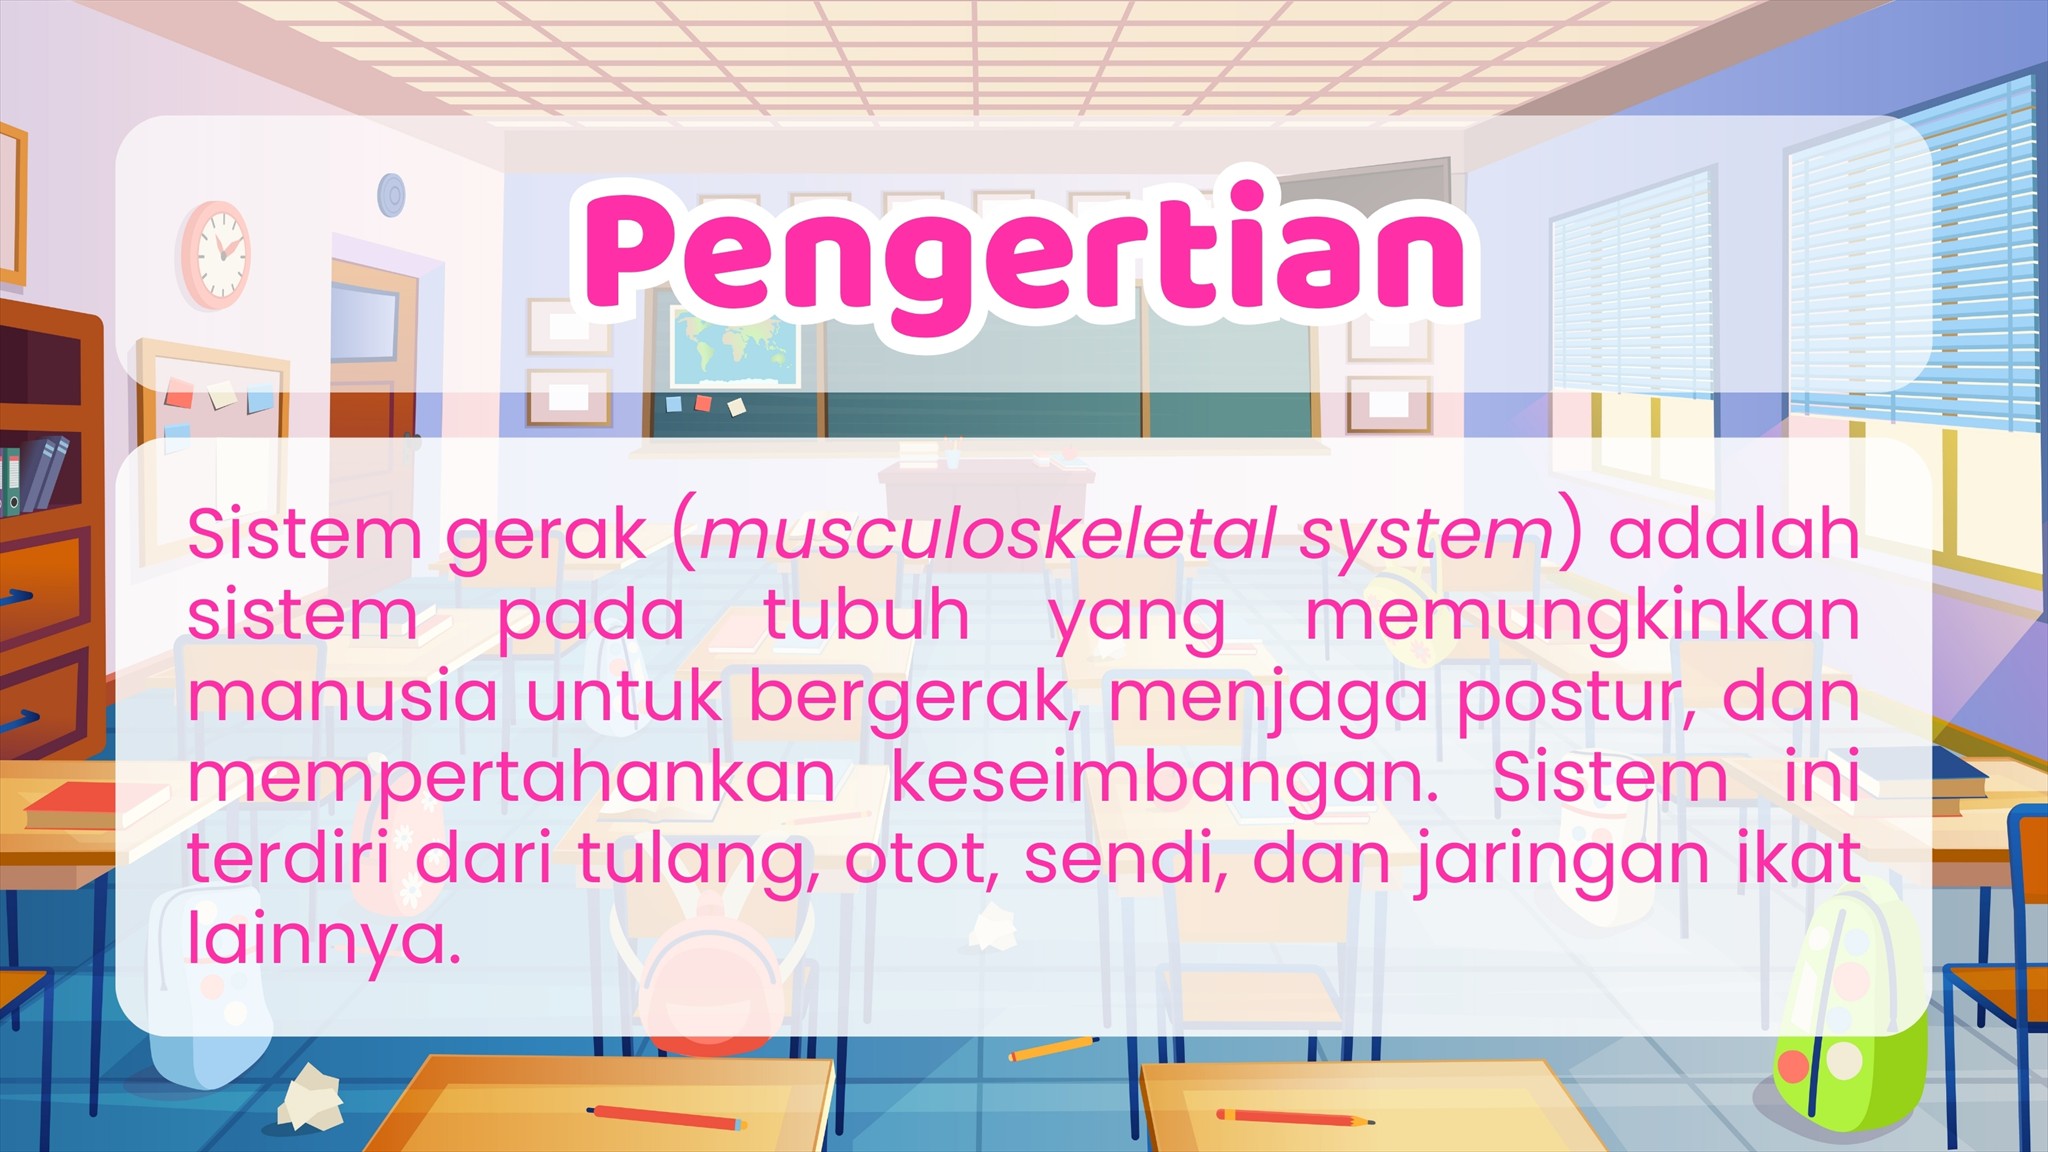 Pengertian
Sistem gerak (musculoskeletal system) adalah
sistem pada tubuh yang memungkinkan
manusia untuk bergerak, menjaga postur, dan
mempertahankan keseimbangan. Sistem ini
terdiri dari tulang, otot, sendi, dan jaringan ikat
lainnya.